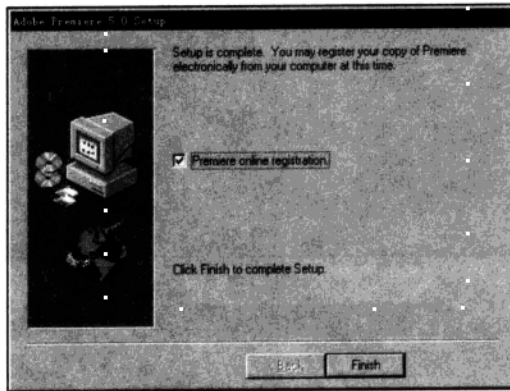 Adobe Premiere 5.0 Setup
Setup is complete. You may register your copy of Premiere
electronically from your computer at this time.
Premiere online registration.
Click Finish to complete Setup.
< Back
Finish